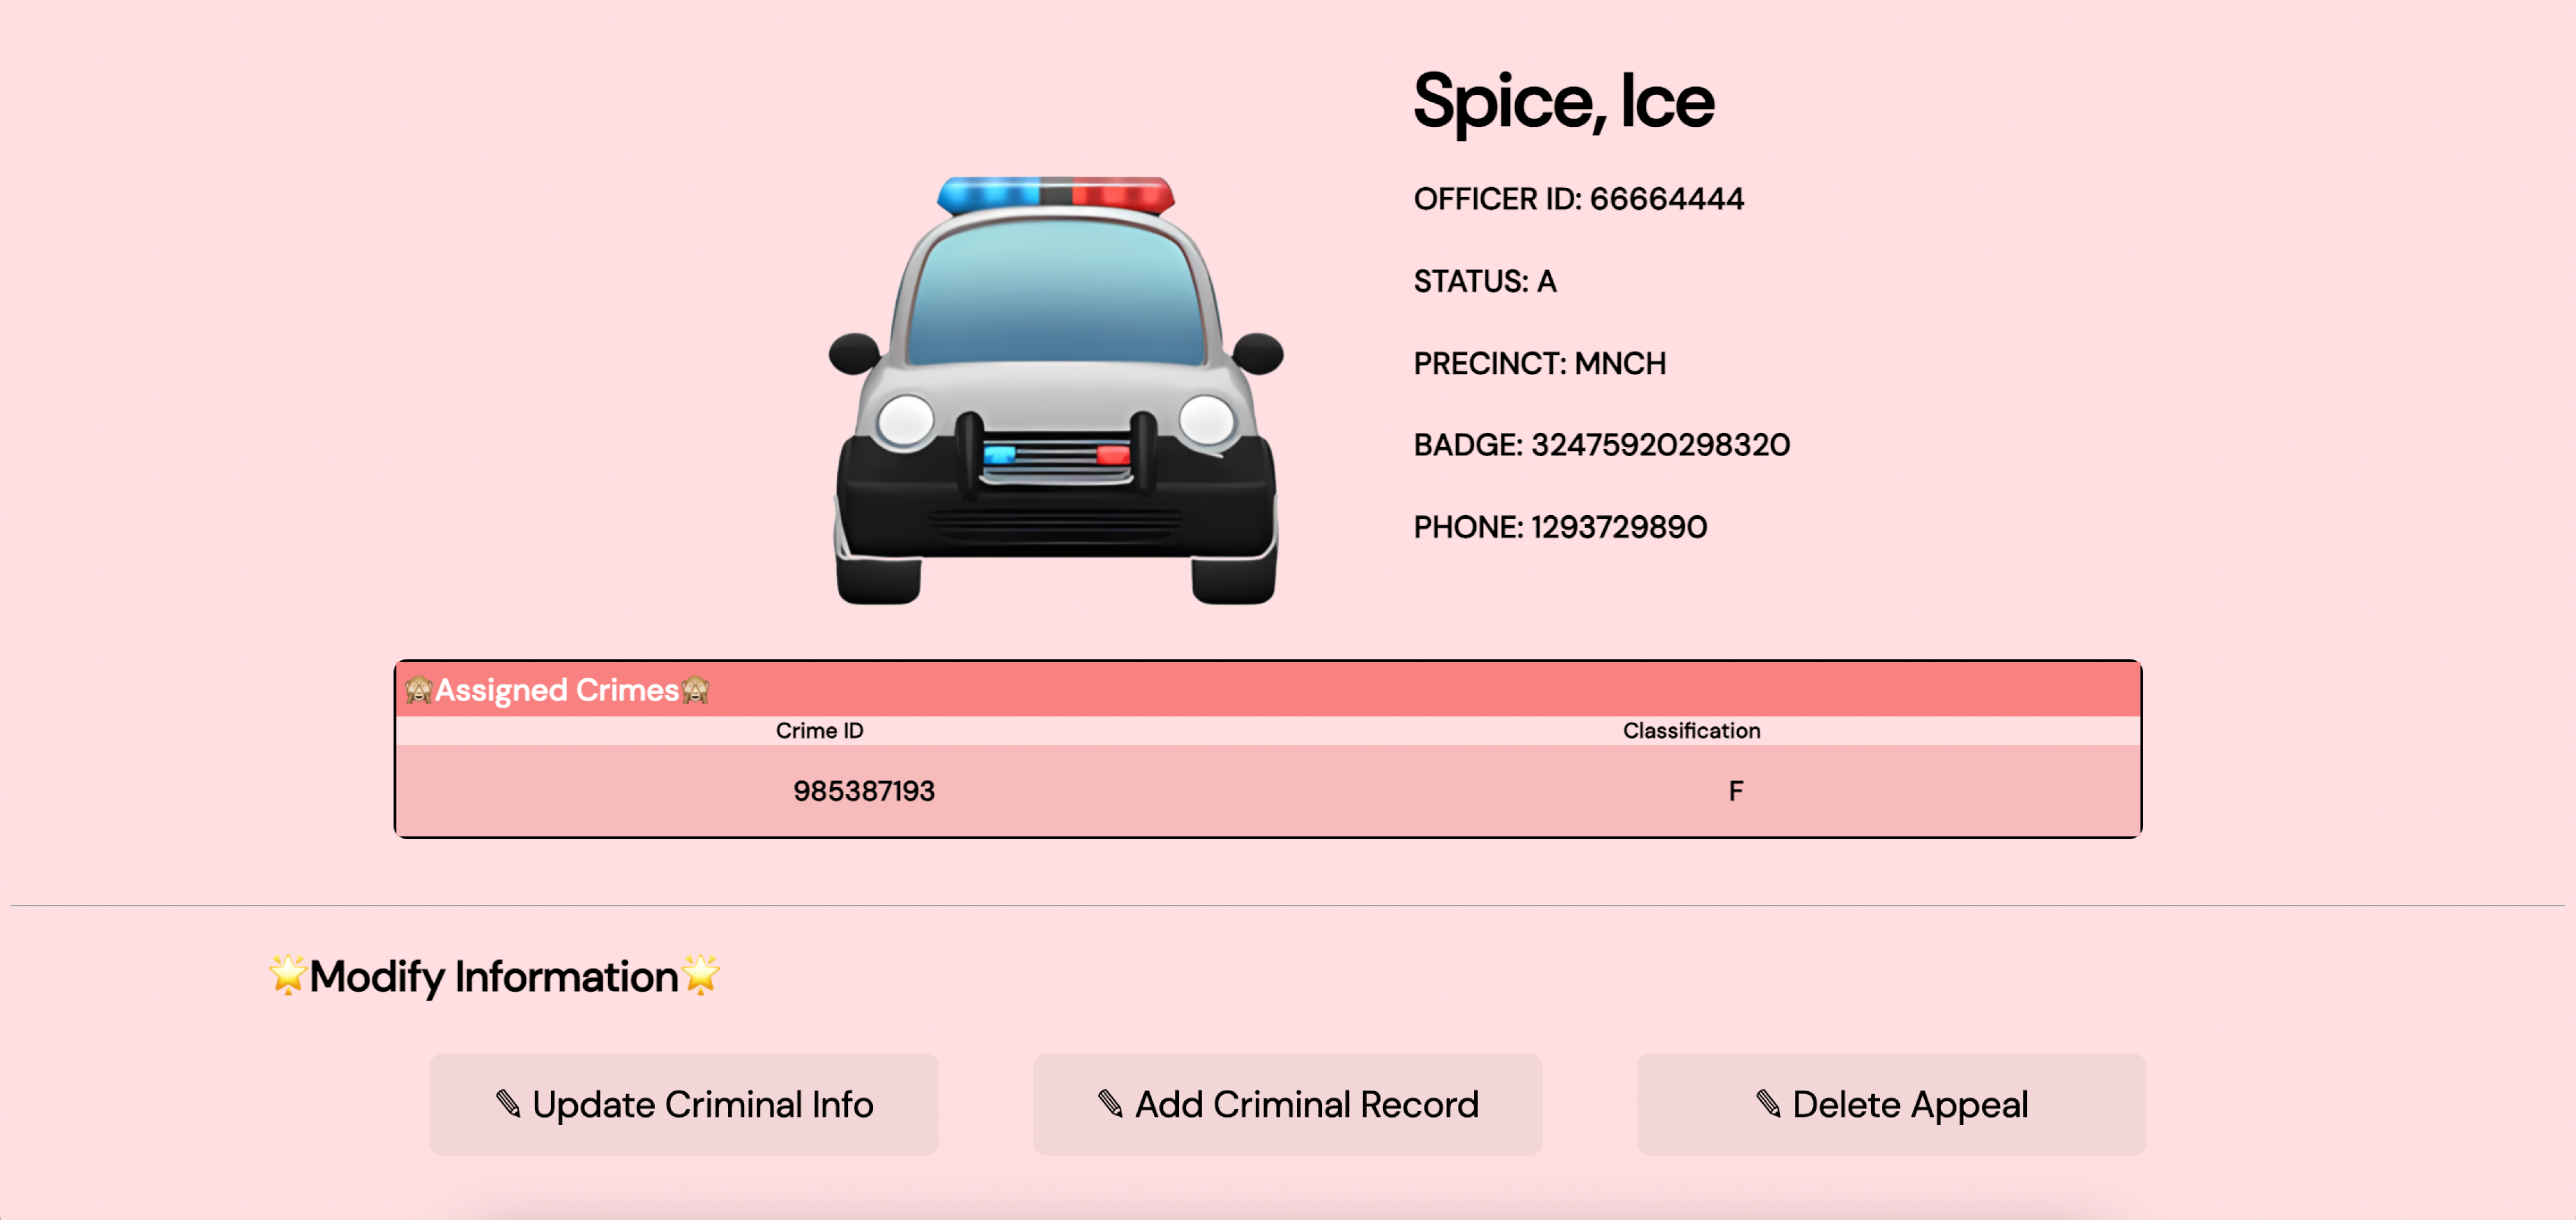 Spice, Ice
OFFICER ID: 66664444
STATUS: A
PRECINCT: MNCH
BADGE: 32475920298320
PHONE: 1293729890
🙈Assigned Crimes🙈
Crime ID Classification
985387193 F
🌟Modify Information🌟
✎ Update Criminal Info ✎ Add Criminal Record ✎ Delete Appeal